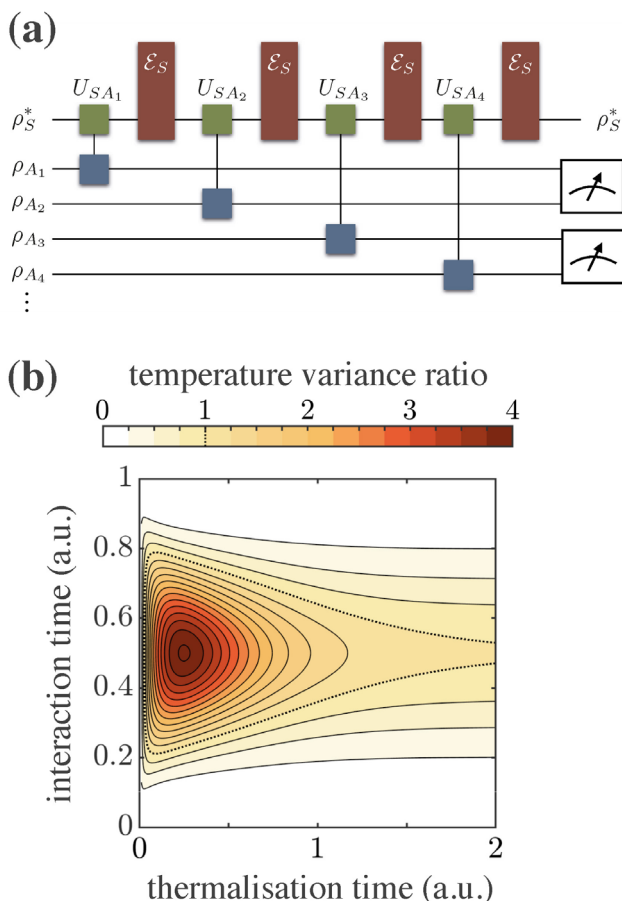 (a)
ℰ_S ℰ_S ℰ_S ℰ_S
U_{SA_1} U_{SA_2} U_{SA_3} U_{SA_4}
ρ_S^* ρ_S^*
ρ_{A_1}
ρ_{A_2}
ρ_{A_3}
ρ_{A_4}
⋮
(b)
temperature variance ratio
0 1 2 3 4
1
0.8
0.6
0.4
0.2
0
interaction time (a.u.)
0 1 2
thermalisation time (a.u.)